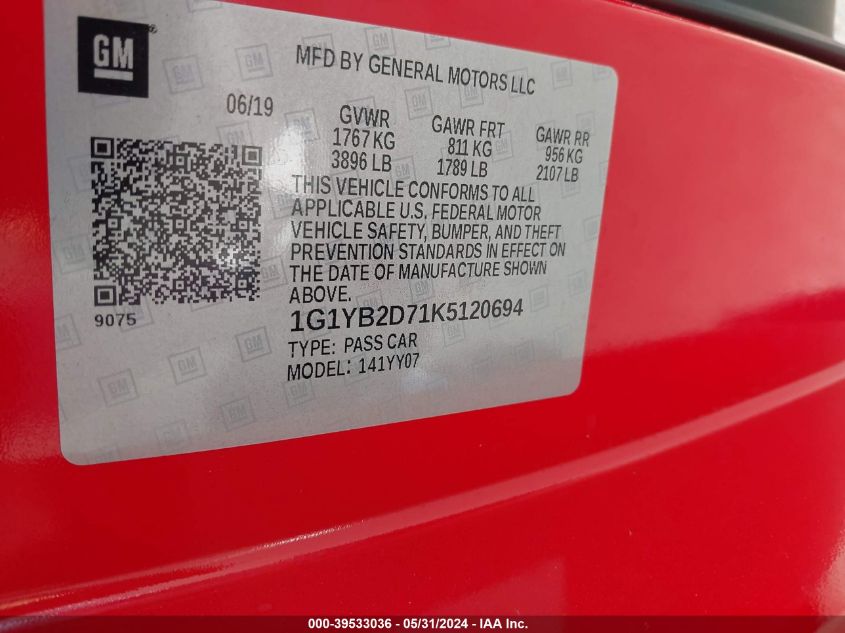 GM
MFD BY GENERAL MOTORS LLC
06/19
GVWR
1767 KG
3896 LB
GAWR FRT
811 KG
1789 LB
GAWR RR
956 KG
2107 LB
THIS VEHICLE CONFORMS TO ALL
APPLICABLE U.S. FEDERAL MOTOR
VEHICLE SAFETY, BUMPER, AND THEFT
PREVENTION STANDARDS IN EFFECT ON
THE DATE OF MANUFACTURE SHOWN
ABOVE.
9075
1G1YB2D71K5120694
TYPE: PASS CAR
MODEL: 141YY07
000-39533036 - 05/31/2024 - IAA Inc.